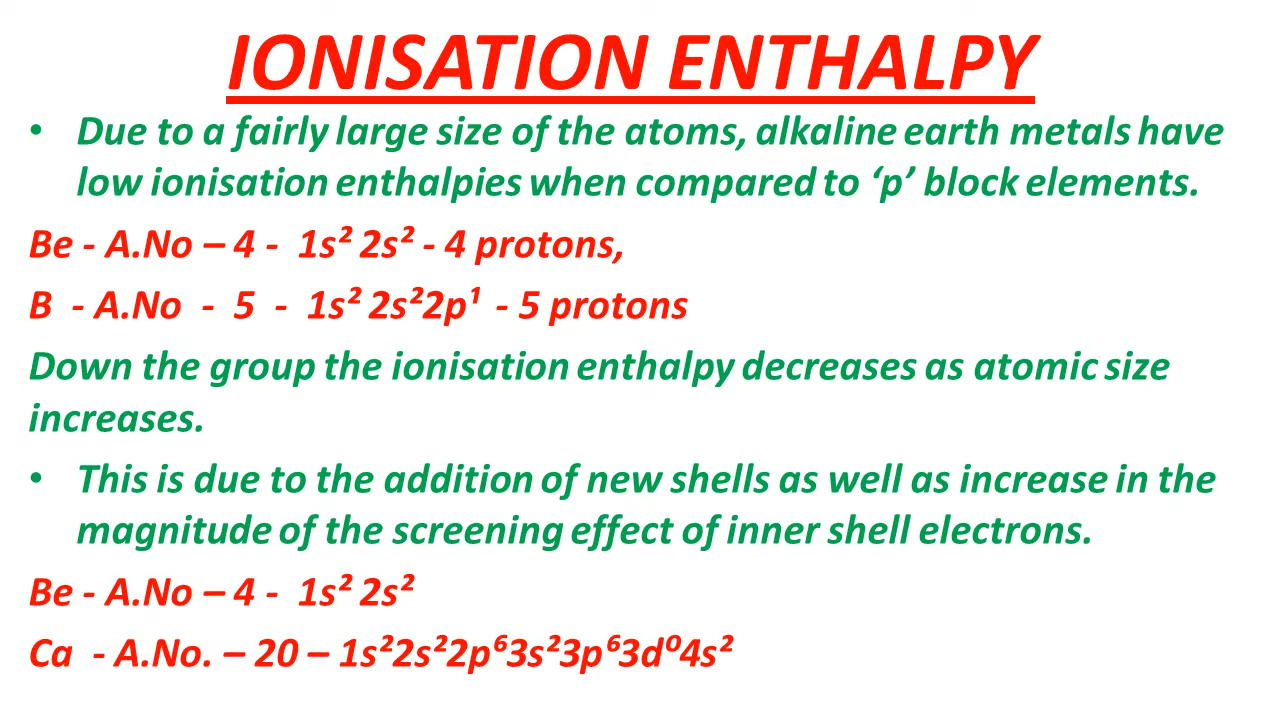 IONISATION ENTHALPY
• Due to a fairly large size of the atoms, alkaline earth metals have
low ionisation enthalpies when compared to ‘p’ block elements.
Be - A.No – 4 - 1s² 2s² - 4 protons,
B - A.No - 5 - 1s² 2s²2p¹ - 5 protons
Down the group the ionisation enthalpy decreases as atomic size
increases.
• This is due to the addition of new shells as well as increase in the
magnitude of the screening effect of inner shell electrons.
Be - A.No – 4 - 1s² 2s²
Ca - A.No. – 20 – 1s²2s²2p⁶3s²3p⁶3d⁰4s²